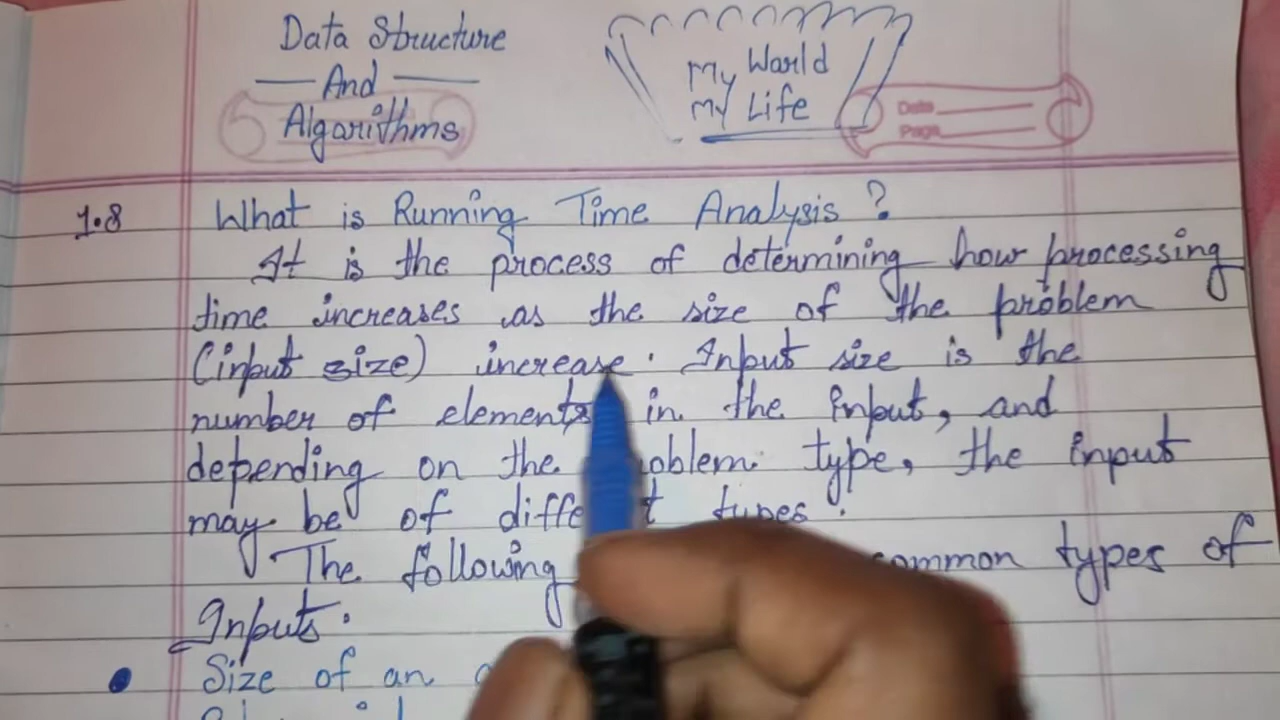 Data Structure
And
Algorithms
My World
My Life
Date
Page
1.8 What is Running Time Analysis?
It is the process of determining how processing
time increases as the size of the problem
(input size) increase. Input size is the
number of elements in the input, and
depending on the problem type, the input
may be of different types.
The following common types of
Inputs.
• Size of an